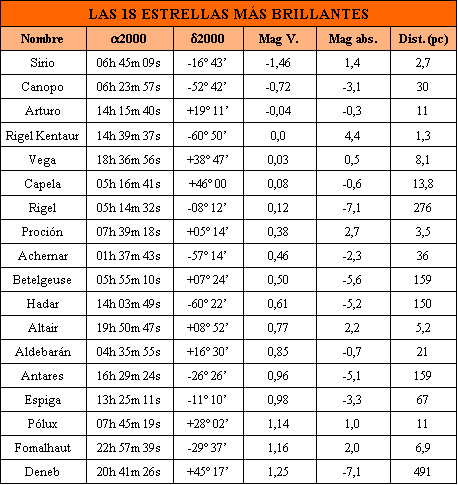 LAS 18 ESTRELLAS MÁS BRILLANTES
Nombre α2000 δ2000 Mag V. Mag abs. Dist. (pc)
Sirio 06h 45m 09s -16° 43' -1,46 1,4 2,7
Canopo 06h 23m 57s -52° 42' -0,72 -3,1 30
Arturo 14h 15m 40s +19° 11' -0,04 -0,3 11
Rigel Kentaur 14h 39m 37s -60° 50' 0,0 4,4 1,3
Vega 18h 36m 56s +38° 47' 0,03 0,5 8,1
Capela 05h 16m 41s +46° 00 0,08 -0,6 13,8
Rigel 05h 14m 32s -08° 12' 0,12 -7,1 276
Proción 07h 39m 18s +05° 14' 0,38 2,7 3,5
Achernar 01h 37m 43s -57° 14' 0,46 -2,3 36
Betelgeuse 05h 55m 10s +07° 24' 0,50 -5,6 159
Hadar 14h 03m 49s -60° 22' 0,61 -5,2 150
Altair 19h 50m 47s +08° 52' 0,77 2,2 5,2
Aldebarán 04h 35m 55s +16° 30' 0,85 -0,7 21
Antares 16h 29m 24s -26° 26' 0,96 -5,1 159
Espiga 13h 25m 11s -11° 10' 0,98 -3,3 67
Pólux 07h 45m 19s +28° 02' 1,14 1,0 11
Fomalhaut 22h 57m 39s -29° 37' 1,16 2,0 6,9
Deneb 20h 41m 26s +45° 17' 1,25 -7,1 491